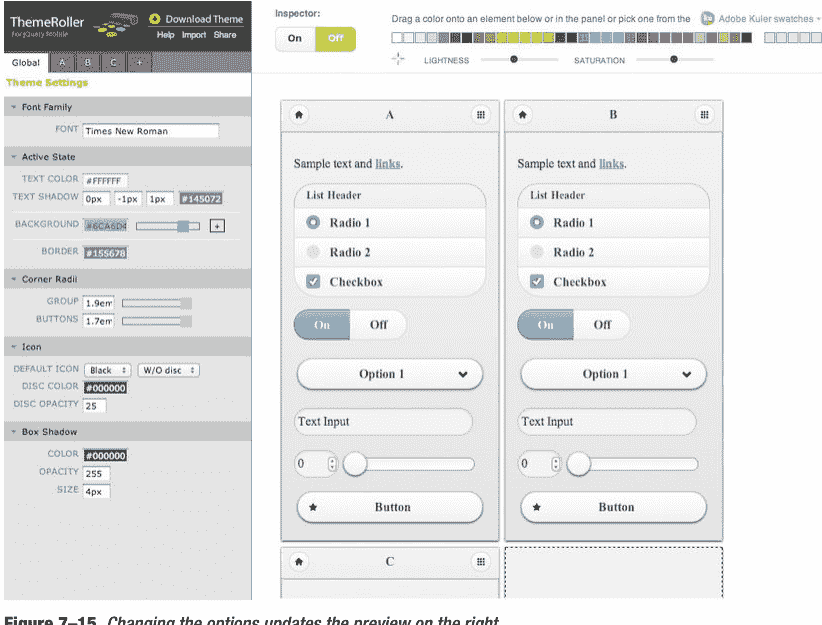 ThemeRoller
for jQuery Mobile
Download Theme
Help Import Share
Global A B C +
Theme Settings
Font Family
FONT Times New Roman
Active State
TEXT COLOR #FFFFFF
TEXT SHADOW 0px -1px 1px #145072
BACKGROUND #6CA6D4 +
BORDER #155678
Corner Radii
GROUP 1.9em
BUTTONS 1.7em
Icon
DEFAULT ICON Black W/O disc
DISC COLOR #000000
DISC OPACITY 25
Box Shadow
COLOR #000000
OPACITY 255
SIZE 4px
Inspector:
On Off
Drag a color onto an element below or in the panel or pick one from the Adobe Kuler swatches
LIGHTNESS SATURATION
A
Sample text and links.
List Header
Radio 1
Radio 2
Checkbox
On Off
Option 1
Text Input
0
Button
B
Sample text and links.
List Header
Radio 1
Radio 2
Checkbox
On Off
Option 1
Text Input
0
Button
C
Figure 7–15. Changing the options updates the preview on the right